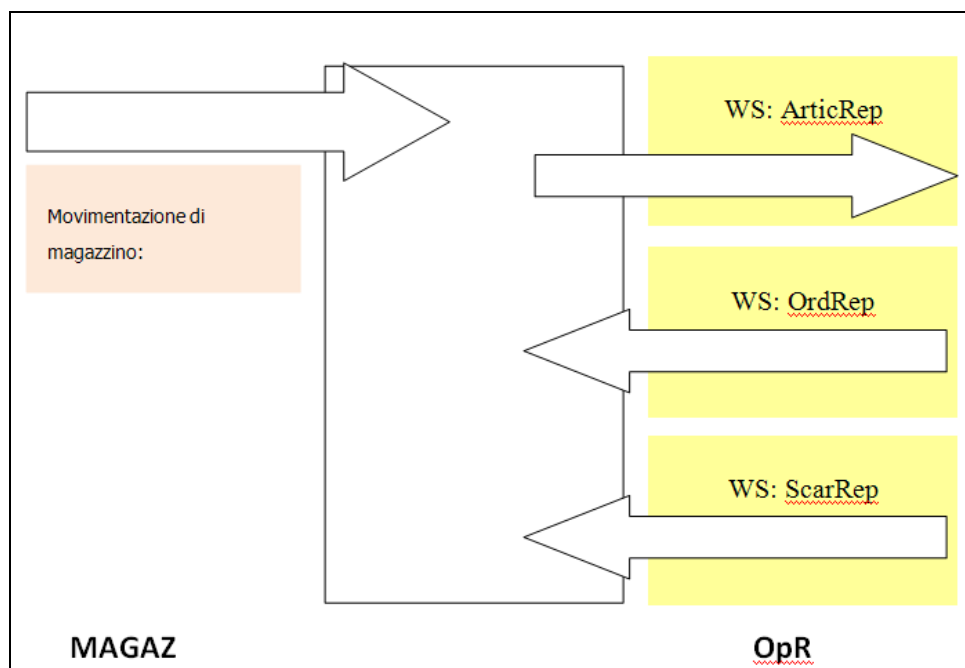 WS: ArticRep
Movimentazione di
magazzino:
WS: OrdRep
WS: ScarRep
MAGAZ
OpR